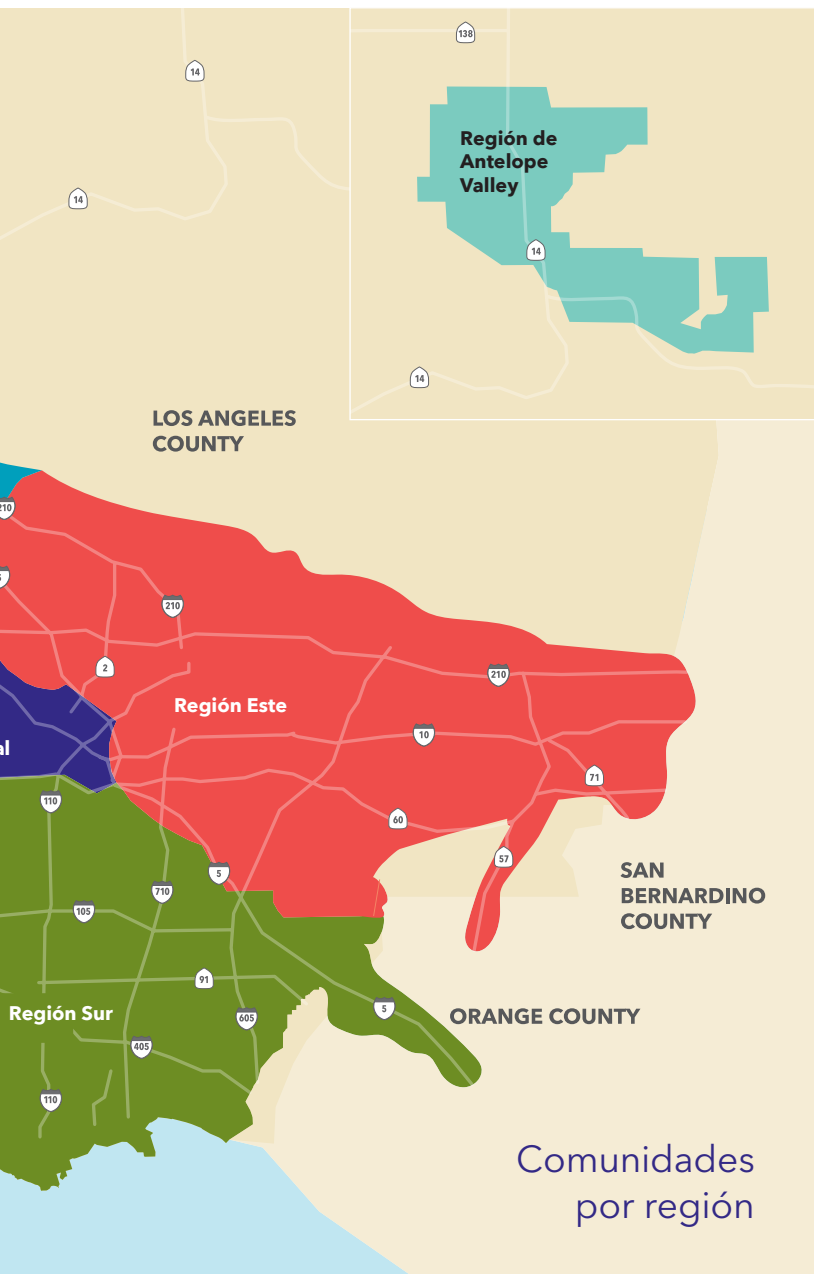 138
14
Región de
Antelope
Valley
14
14
14
LOS ANGELES
COUNTY
210
210
2
210
Región Este
10
al
71
110
60
57
5
SAN
BERNARDINO
COUNTY
710
105
91
Región Sur
5
ORANGE COUNTY
605
405
110
Comunidades
por región